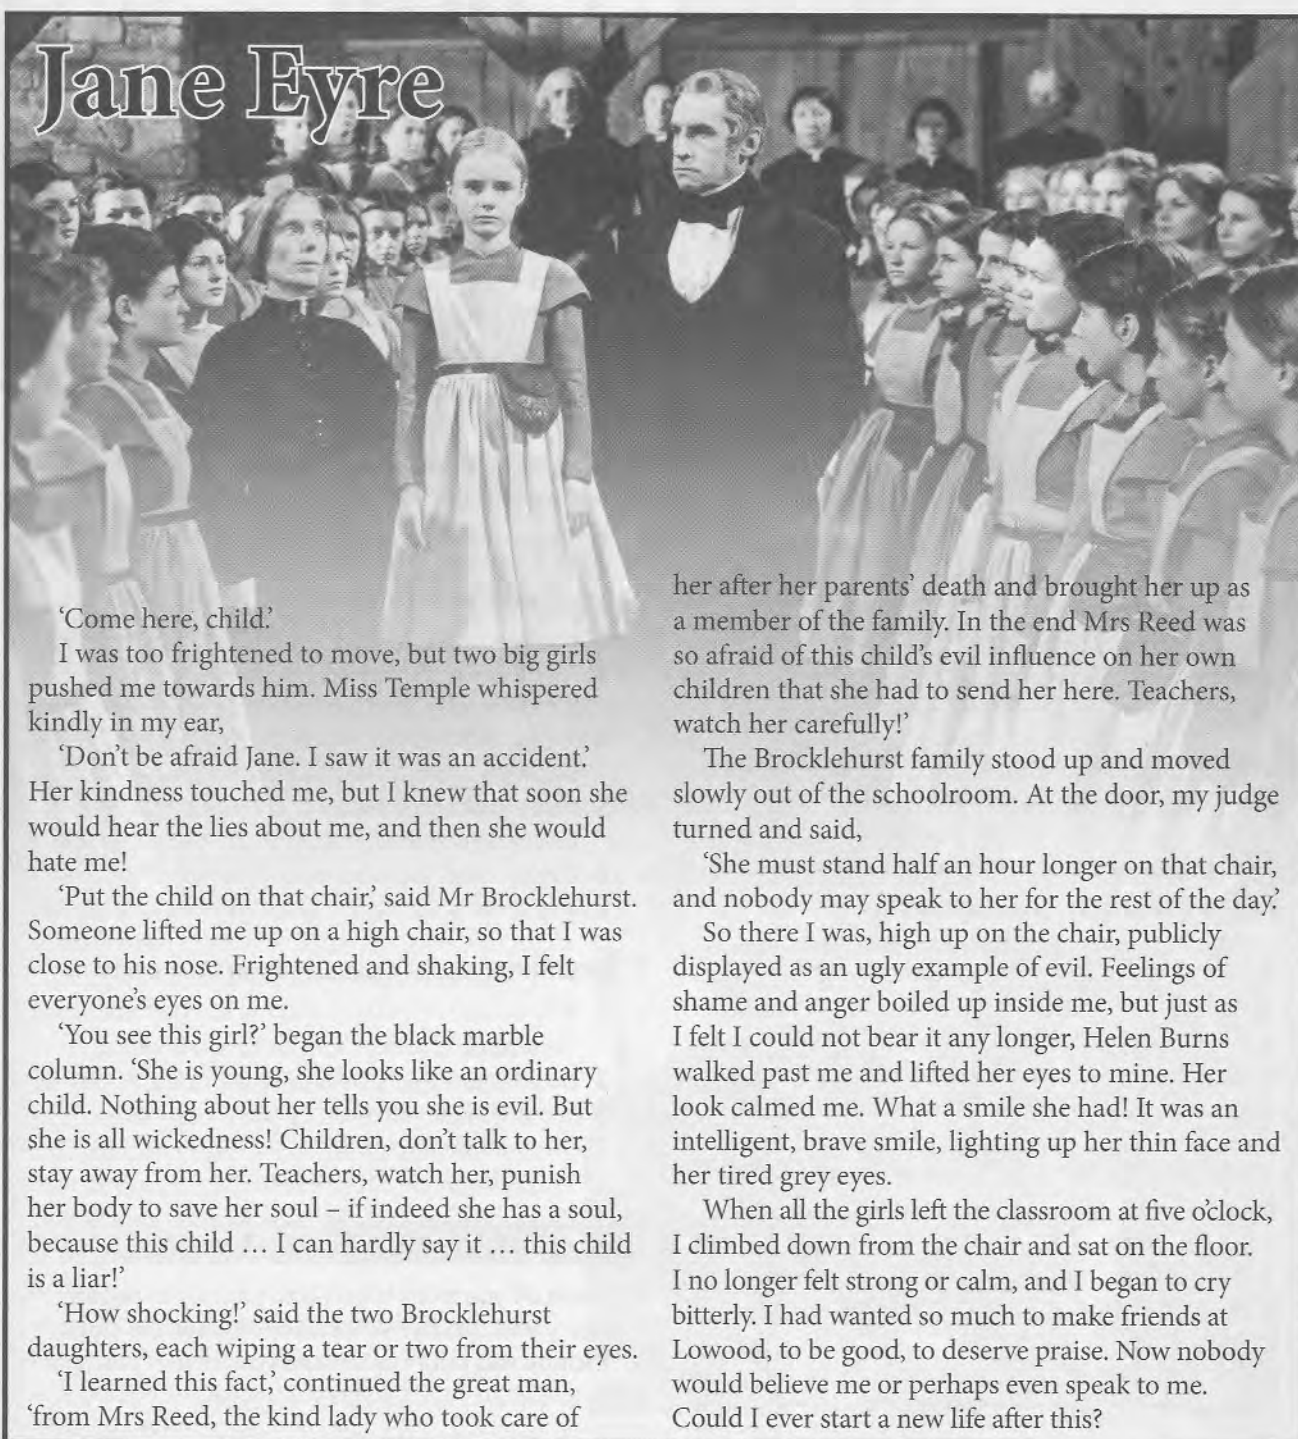 Jane Eyre
‘Come here, child.’
I was too frightened to move, but two big girls
pushed me towards him. Miss Temple whispered
kindly in my ear,
‘Don’t be afraid Jane. I saw it was an accident.’
Her kindness touched me, but I knew that soon she
would hear the lies about me, and then she would
hate me!
‘Put the child on that chair,’ said Mr Brocklehurst.
Someone lifted me up on a high chair, so that I was
close to his nose. Frightened and shaking, I felt
everyone’s eyes on me.
‘You see this girl?’ began the black marble
column. ‘She is young, she looks like an ordinary
child. Nothing about her tells you she is evil. But
she is all wickedness! Children, don’t talk to her,
stay away from her. Teachers, watch her, punish
her body to save her soul – if indeed she has a soul,
because this child … I can hardly say it … this child
is a liar!’
‘How shocking!’ said the two Brocklehurst
daughters, each wiping a tear or two from their eyes.
‘I learned this fact,’ continued the great man,
‘from Mrs Reed, the kind lady who took care of
her after her parents’ death and brought her up as
a member of the family. In the end Mrs Reed was
so afraid of this child’s evil influence on her own
children that she had to send her here. Teachers,
watch her carefully!’
The Brocklehurst family stood up and moved
slowly out of the schoolroom. At the door, my judge
turned and said,
‘She must stand half an hour longer on that chair,
and nobody may speak to her for the rest of the day.’
So there I was, high up on the chair, publicly
displayed as an ugly example of evil. Feelings of
shame and anger boiled up inside me, but just as
I felt I could not bear it any longer, Helen Burns
walked past me and lifted her eyes to mine. Her
look calmed me. What a smile she had! It was an
intelligent, brave smile, lighting up her thin face and
her tired grey eyes.
When all the girls left the classroom at five o’clock,
I climbed down from the chair and sat on the floor.
I no longer felt strong or calm, and I began to cry
bitterly. I had wanted so much to make friends at
Lowood, to be good, to deserve praise. Now nobody
would believe me or perhaps even speak to me.
Could I ever start a new life after this?